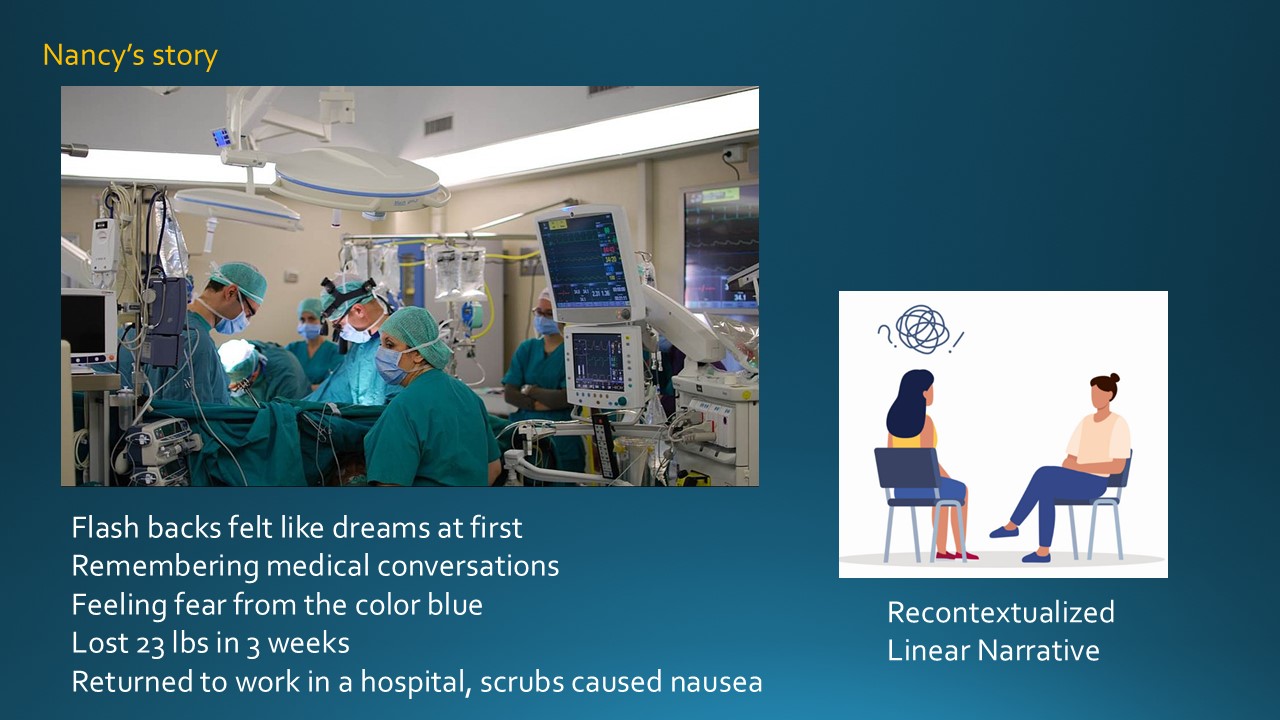 Nancy's story
Flash backs felt like dreams at first
Remembering medical conversations
Feeling fear from the color blue
Lost 23 lbs in 3 weeks
Returned to work in a hospital, scrubs caused nausea
Recontextualized
Linear Narrative